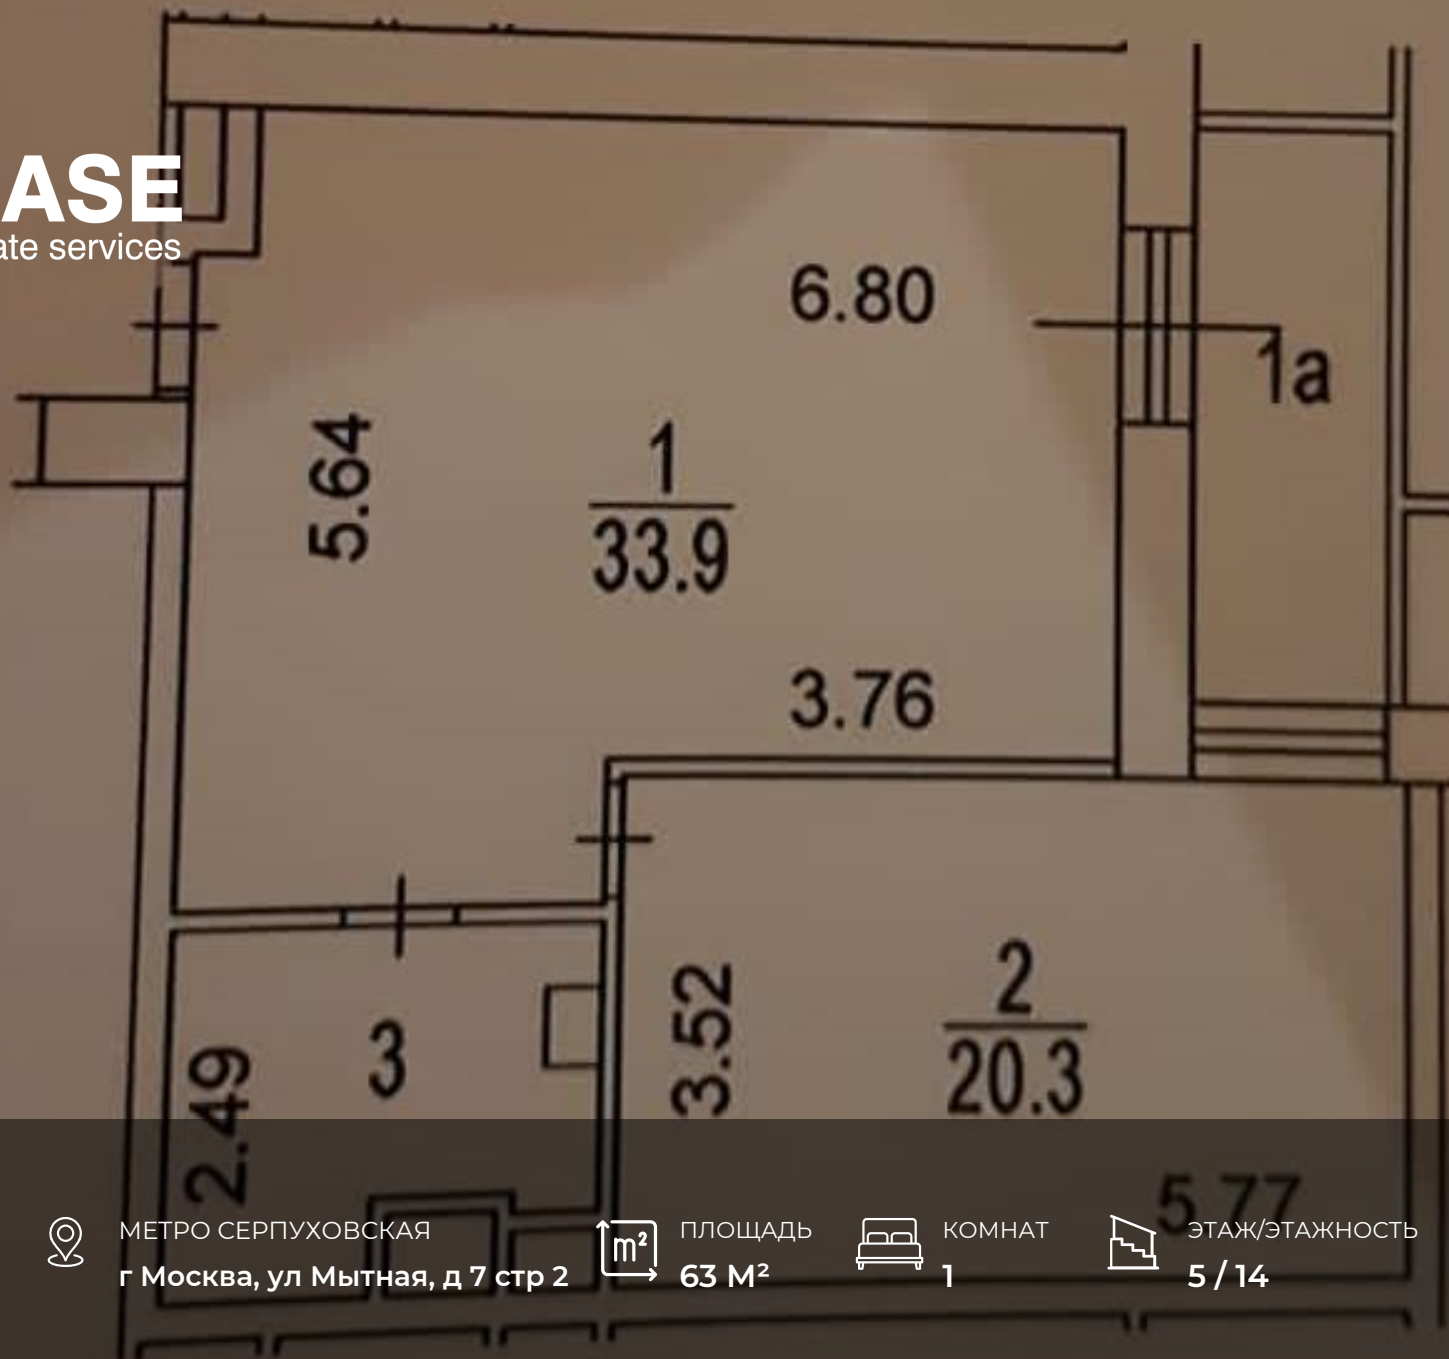 ASE
ate services
6.80
1a
5.64
1
33.9
3.76
2
20.3
3.52
3
2.49
5.77
МЕТРО СЕРПУХОВСКАЯ
г Москва, ул Мытная, д 7 стр 2
m²
ПЛОЩАДЬ
63 М²
КОМНАТ
1
ЭТАЖ/ЭТАЖНОСТЬ
5 / 14